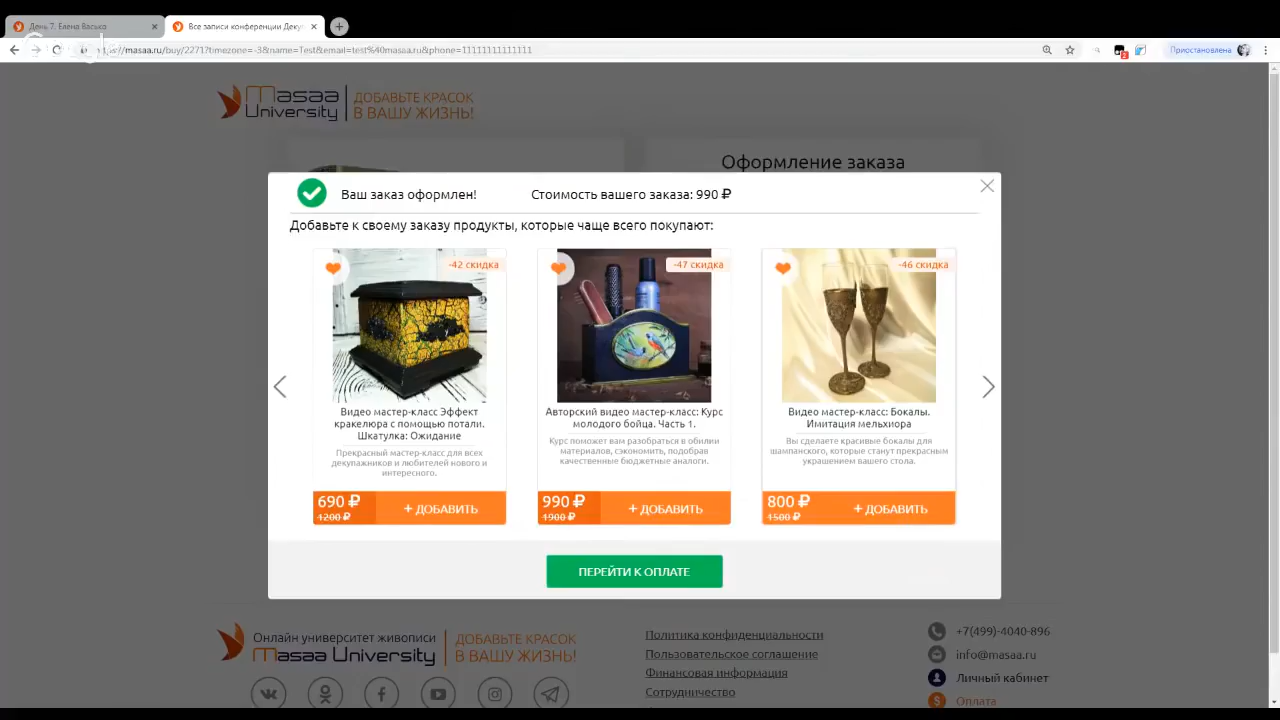 День 7. Елена Васько
Все записи конференции Деку
masaa.ru/buy/2271?timezone=-3&name=Test&email=test%40masaa.ru&phone=11111111111111
2
Приостановлена
Masaa University
ДОБАВЬТЕ КРАСОК
В ВАШУ ЖИЗНЬ!
Оформление заказа
Ваш заказ оформлен!
Стоимость вашего заказа: 990 ₽
Добавьте к своему заказу продукты, которые чаще всего покупают:
-42 скидка
Видео мастер-класс Эффект
кракелюра с помощью потали.
Шкатулка: Ожидание
Прекрасный мастер-класс для всех
декупажников и любителей нового и
интересного.
690 ₽
1200 ₽
+ ДОБАВИТЬ
-47 скидка
Авторский видео мастер-класс: Курс
молодого бойца. Часть 1.
Курс поможет вам разобраться в обилии
материалов, сэкономить, подобрав
качественные бюджетные аналоги.
990 ₽
1900 ₽
+ ДОБАВИТЬ
-46 скидка
Видео мастер-класс: Бокалы.
Имитация мельхиора
Вы сделаете красивые бокалы для
шампанского, которые станут прекрасным
украшением вашего стола.
800 ₽
1500 ₽
+ ДОБАВИТЬ
ПЕРЕЙТИ К ОПЛАТЕ
Онлайн университет живописи
Masaa University
ДОБАВЬТЕ КРАСОК
В ВАШУ ЖИЗНЬ!
Политика конфиденциальности
Пользовательское соглашение
Финансовая информация
Сотрудничество
+7(499)-4040-896
info@masaa.ru
Личный кабинет
Оплата